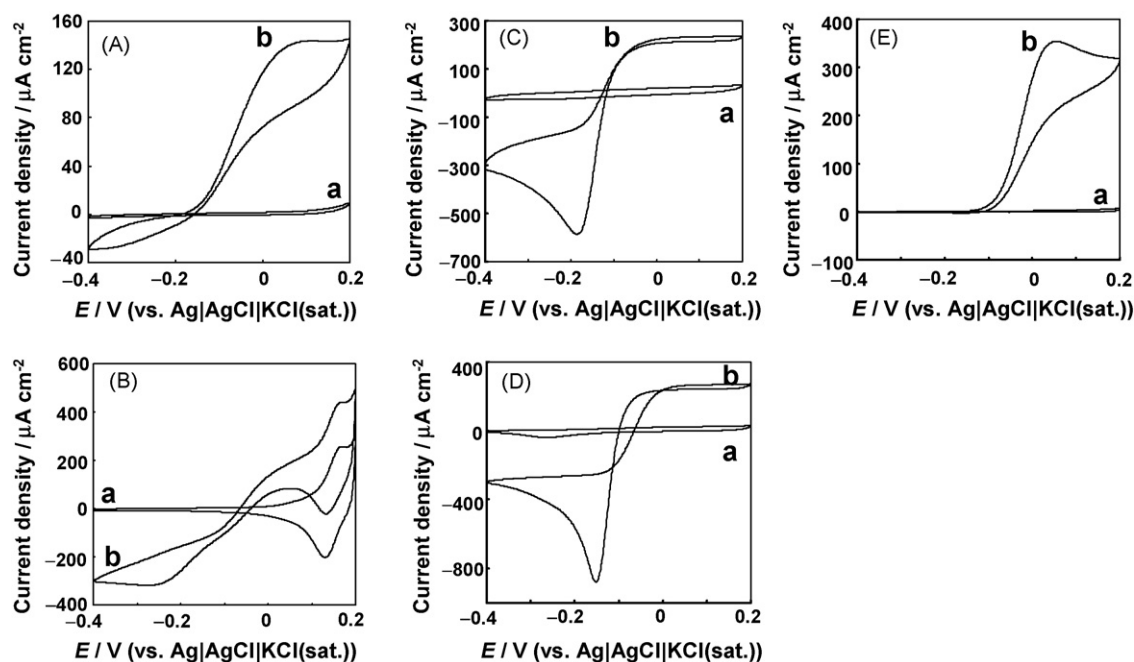 (A)
b
a
160
120
80
40
0
−40
−0.4
−0.2
0
0.2
Current density / μA cm⁻²
E / V (vs. Ag|AgCl|KCl(sat.))
(C)
b
a
300
100
−100
−300
−500
−700
−0.4
−0.2
0
0.2
Current density / μA cm⁻²
E / V (vs. Ag|AgCl|KCl(sat.))
(E)
b
a
400
300
200
100
0
−100
−0.4
−0.2
0
0.2
Current density / μA cm⁻²
E / V (vs. Ag|AgCl|KCl(sat.))
(B)
a
b
600
400
200
0
−200
−400
−0.4
−0.2
0
0.2
Current density / μA cm⁻²
E / V (vs. Ag|AgCl|KCl(sat.))
(D)
b
a
400
0
−400
−800
−0.4
−0.2
0
0.2
Current density / μA cm⁻²
E / V (vs. Ag|AgCl|KCl(sat.))